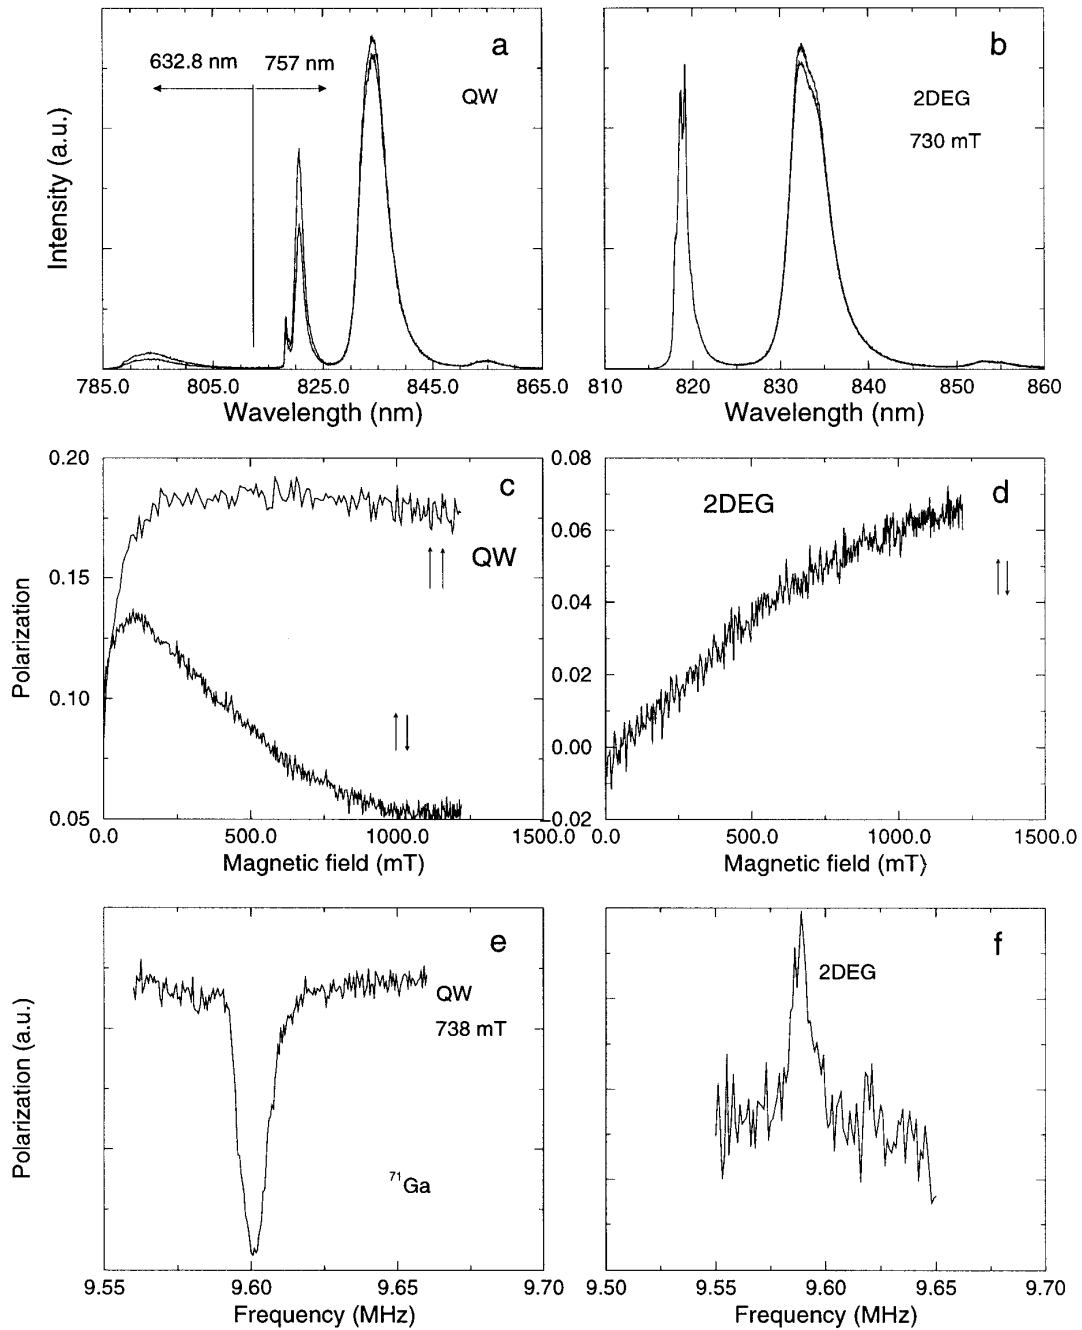 a
632.8 nm 757 nm
QW
Intensity (a.u.)
785.0 805.0 825.0 845.0 865.0
Wavelength (nm)
b
2DEG
730 mT
810 820 830 840 850 860
Wavelength (nm)
0.20
0.15
0.10
0.05
Polarization
c
QW
0.0 500.0 1000.0 1500.0
Magnetic field (mT)
0.08
0.06
0.04
0.02
0.00
-0.02
2DEG
d
0.0 500.0 1000.0 1500.0
Magnetic field (mT)
Polarization (a.u.)
e
QW
738 mT
71Ga
9.55 9.60 9.65 9.70
Frequency (MHz)
f
2DEG
9.50 9.55 9.60 9.65 9.70
Frequency (MHz)